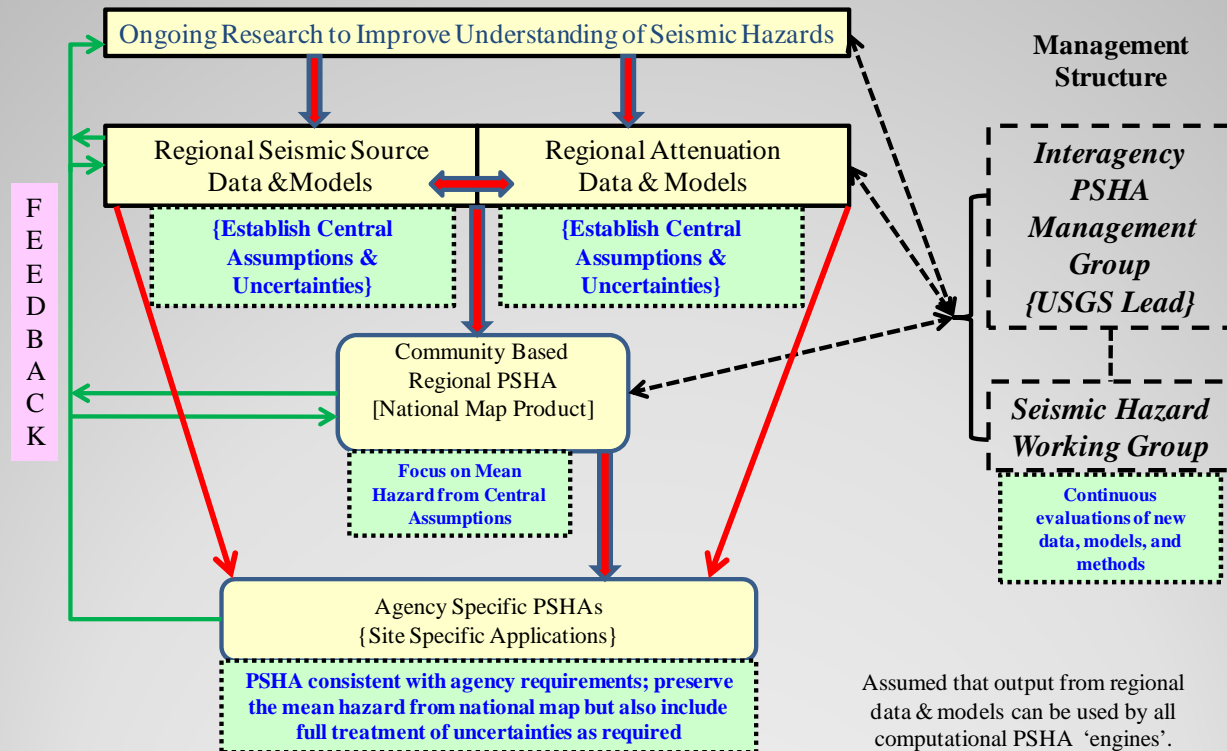 Ongoing Research to Improve Understanding of Seismic Hazards
Management
Structure
Regional Seismic Source
Data &Models
Regional Attenuation
Data & Models
{Establish Central
Assumptions &
Uncertainties}
{Establish Central
Assumptions &
Uncertainties}
F
E
E
D
B
A
C
K
Interagency
PSHA
Management
Group
{USGS Lead}
Community Based
Regional PSHA
[National Map Product]
Focus on Mean
Hazard from Central
Assumptions
Seismic Hazard
Working Group
Continuous
evaluations of new
data, models, and
methods
Agency Specific PSHAs
{Site Specific Applications}
PSHA consistent with agency requirements; preserve
the mean hazard from national map but also include
full treatment of uncertainties as required
Assumed that output from regional
data & models can be used by all
computational PSHA ‘engines’.